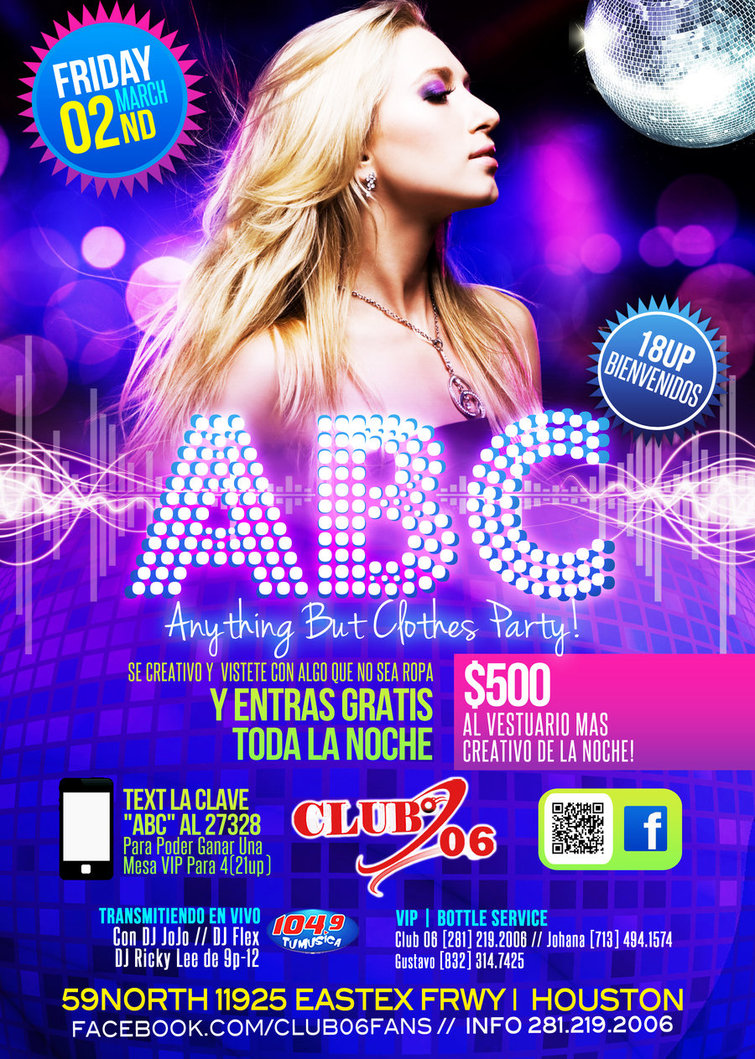 FRIDAY
MARCH
02ND
18UP
BIENVENIDOS
ABC
Anything But Clothes Party!
SE CREATIVO Y VISTETE CON ALGO QUE NO SEA ROPA
Y ENTRAS GRATIS
TODA LA NOCHE
$500
AL VESTUARIO MAS
CREATIVO DE LA NOCHE!
TEXT LA CLAVE
"ABC" AL 27328
Para Poder Ganar Una
Mesa VIP Para 4(21up)
CLUB 06
f
TRANSMITIENDO EN VIVO
Con DJ JoJo // DJ Flex
DJ Ricky Lee de 9p-12
104.9
TU MUSICA
VIP | BOTTLE SERVICE
Club 06 [281] 219.2006 // Johana [713] 494.1574
Gustavo [832] 314.7425
59NORTH 11925 EASTEX FRWY | HOUSTON
FACEBOOK.COM/CLUB06FANS // INFO 281.219.2006